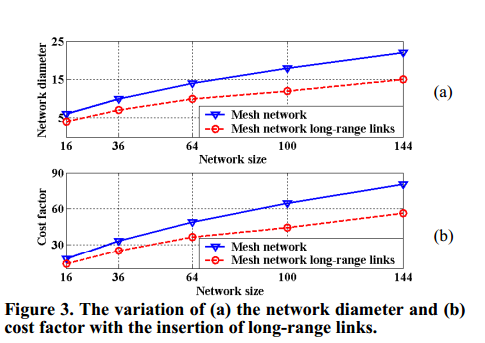 25
15
5
Network diameter
Mesh network
Mesh network long-range links
16 36 64 100 144
Network size
(a)
90
60
30
Cost factor
Mesh network
Mesh network long-range links
16 36 64 100 144
Network size
(b)
Figure 3. The variation of (a) the network diameter and (b)
cost factor with the insertion of long-range links.